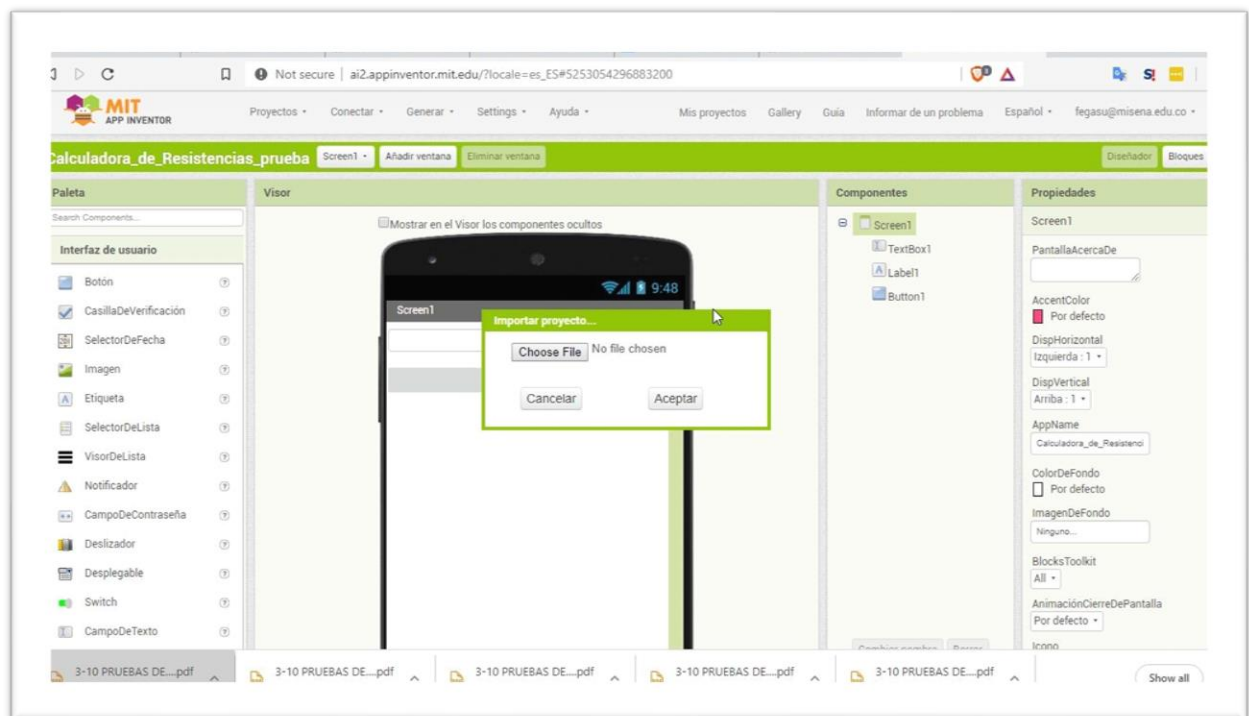 Not secure | ai2.appinventor.mit.edu/?locale=es_ES#5253054296883200
MIT
APP INVENTOR
Proyectos Conectar Generar Settings Ayuda Mis proyectos Gallery Guía Informar de un problema Español fegasu@misena.edu.co
Calculadora_de_Resistencias_prueba Screen1 Añadir ventana Eliminar ventana Diseñador Bloques
Paleta
Search Components...
Interfaz de usuario
Botón
CasillaDeVerificación
SelectorDeFecha
Imagen
Etiqueta
SelectorDeLista
VisorDeLista
Notificador
CampoDeContraseña
Deslizador
Desplegable
Switch
CampoDeTexto
Visor
Mostrar en el Visor los componentes ocultos
9:48
Screen1
Importar proyecto...
Choose File No file chosen
Cancelar Aceptar
Componentes
Screen1
TextBox1
Label1
Button1
Propiedades
Screen1
PantallaAcercaDe
AccentColor
Por defecto
DispHorizontal
Izquierda : 1
DispVertical
Arriba : 1
AppName
Calculadora_de_Resistenci
ColorDeFondo
Por defecto
ImagenDeFondo
Ninguno...
BlocksToolkit
All
AnimaciónCierreDePantalla
Por defecto
Icono
3-10 PRUEBAS DE....pdf 3-10 PRUEBAS DE....pdf 3-10 PRUEBAS DE....pdf 3-10 PRUEBAS DE....pdf 3-10 PRUEBAS DE....pdf Show all